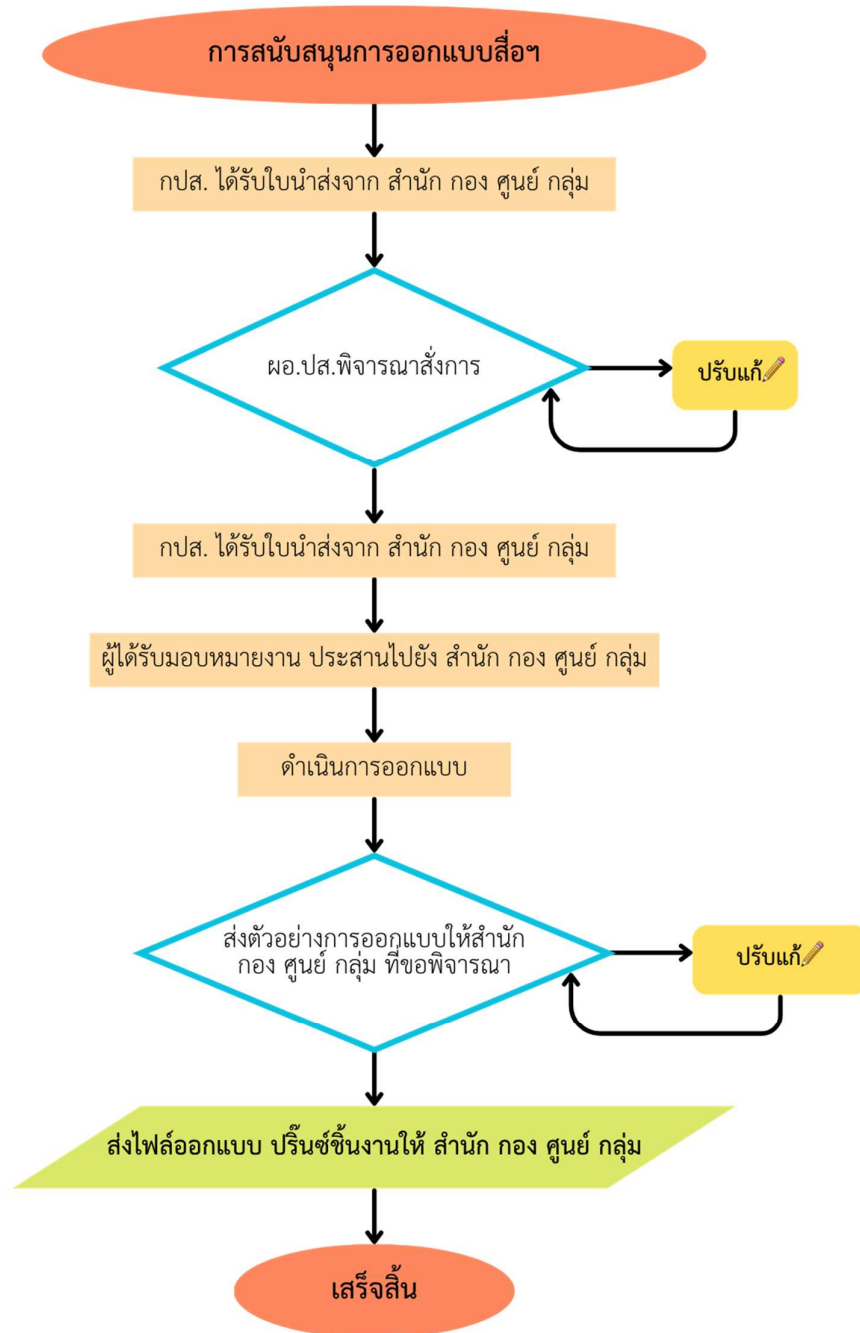 การสนับสนุนการออกแบบสื่อฯ
กปส. ได้รับใบนำส่งจาก สำนัก กอง ศูนย์ กลุ่ม
ผอ.ปส.พิจารณาสั่งการ
ปรับแก้
กปส. ได้รับใบนำส่งจาก สำนัก กอง ศูนย์ กลุ่ม
ผู้ได้รับมอบหมายงาน ประสานไปยัง สำนัก กอง ศูนย์ กลุ่ม
ดำเนินการออกแบบ
ส่งตัวอย่างการออกแบบให้สำนัก
กอง ศูนย์ กลุ่ม ที่ขอพิจารณา
ปรับแก้
ส่งไฟล์ออกแบบ ปริ๊นซ์ชิ้นงานให้ สำนัก กอง ศูนย์ กลุ่ม
เสร็จสิ้น